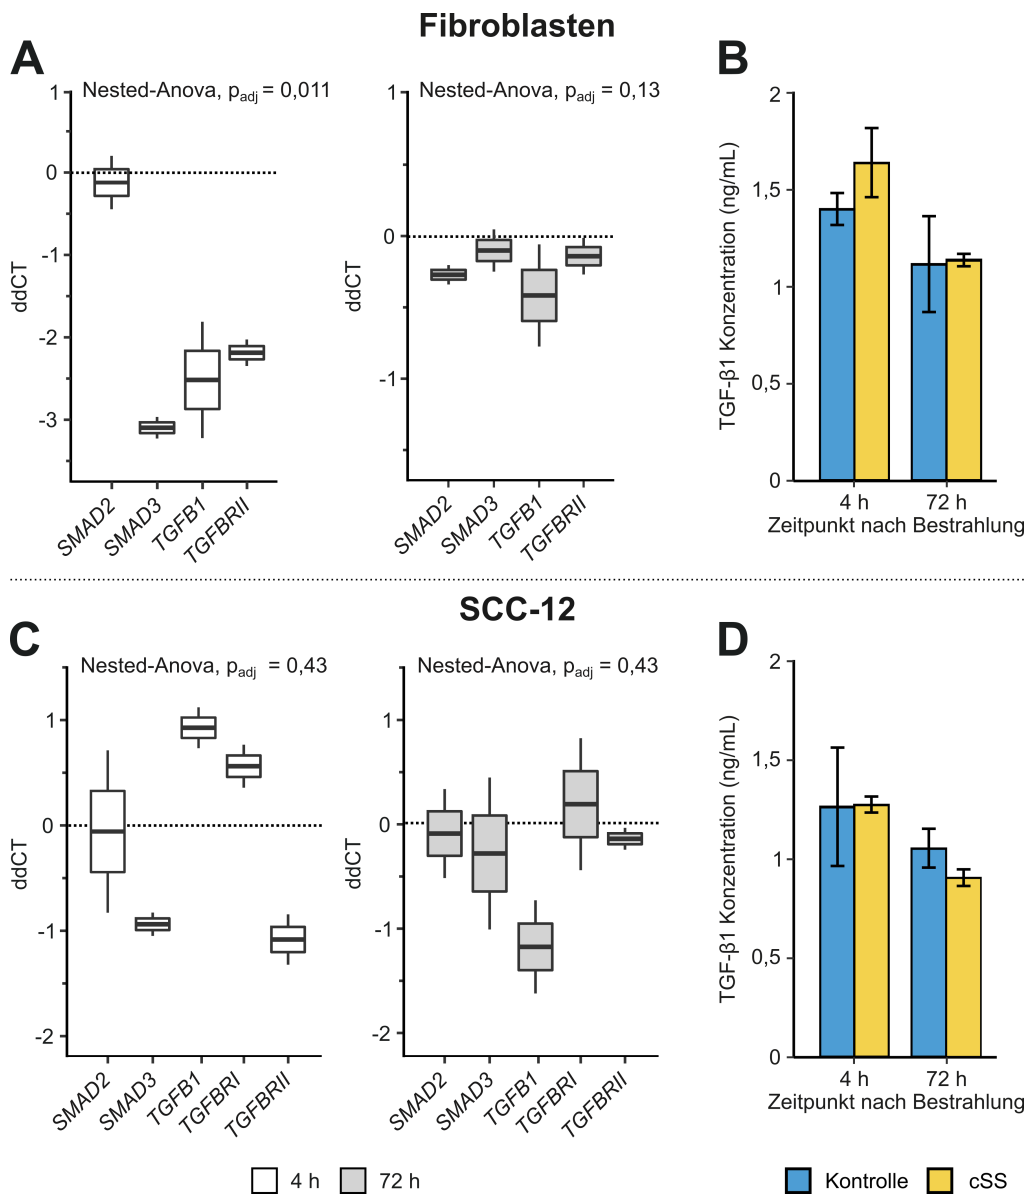 Fibroblasten
A
Nested-Anova, padj = 0,011
1
0
-1
-2
-3
ddCT
SMAD2
SMAD3
TGFB1
TGFBRII
Nested-Anova, padj = 0,13
1
0
-1
ddCT
SMAD2
SMAD3
TGFB1
TGFBRII
B
2
1,5
1
0,5
0
TGF-β1 Konzentration (ng/mL)
4 h
72 h
Zeitpunkt nach Bestrahlung
SCC-12
C
Nested-Anova, padj = 0,43
1
0
-1
-2
ddCT
SMAD2
SMAD3
TGFB1
TGFBRI
TGFBRII
Nested-Anova, padj = 0,43
1
0
-1
-2
ddCT
SMAD2
SMAD3
TGFB1
TGFBRI
TGFBRII
D
2
1,5
1
0,5
0
TGF-β1 Konzentration (ng/mL)
4 h
72 h
Zeitpunkt nach Bestrahlung
4 h
72 h
Kontrolle
cSS